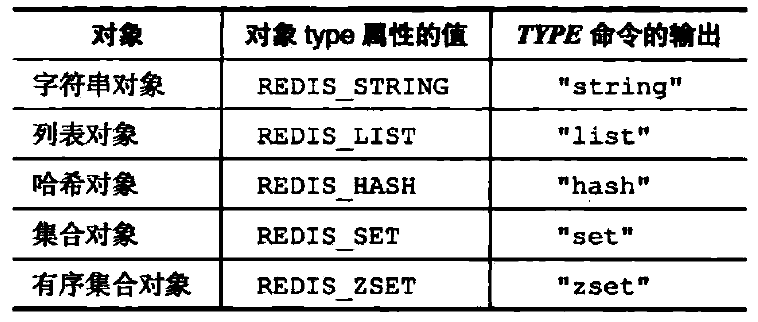 对象 对象 type 属性的值 TYPE 命令的输出
字符串对象 REDIS_STRING "string"
列表对象 REDIS_LIST "list"
哈希对象 REDIS_HASH "hash"
集合对象 REDIS_SET "set"
有序集合对象 REDIS_ZSET "zset"